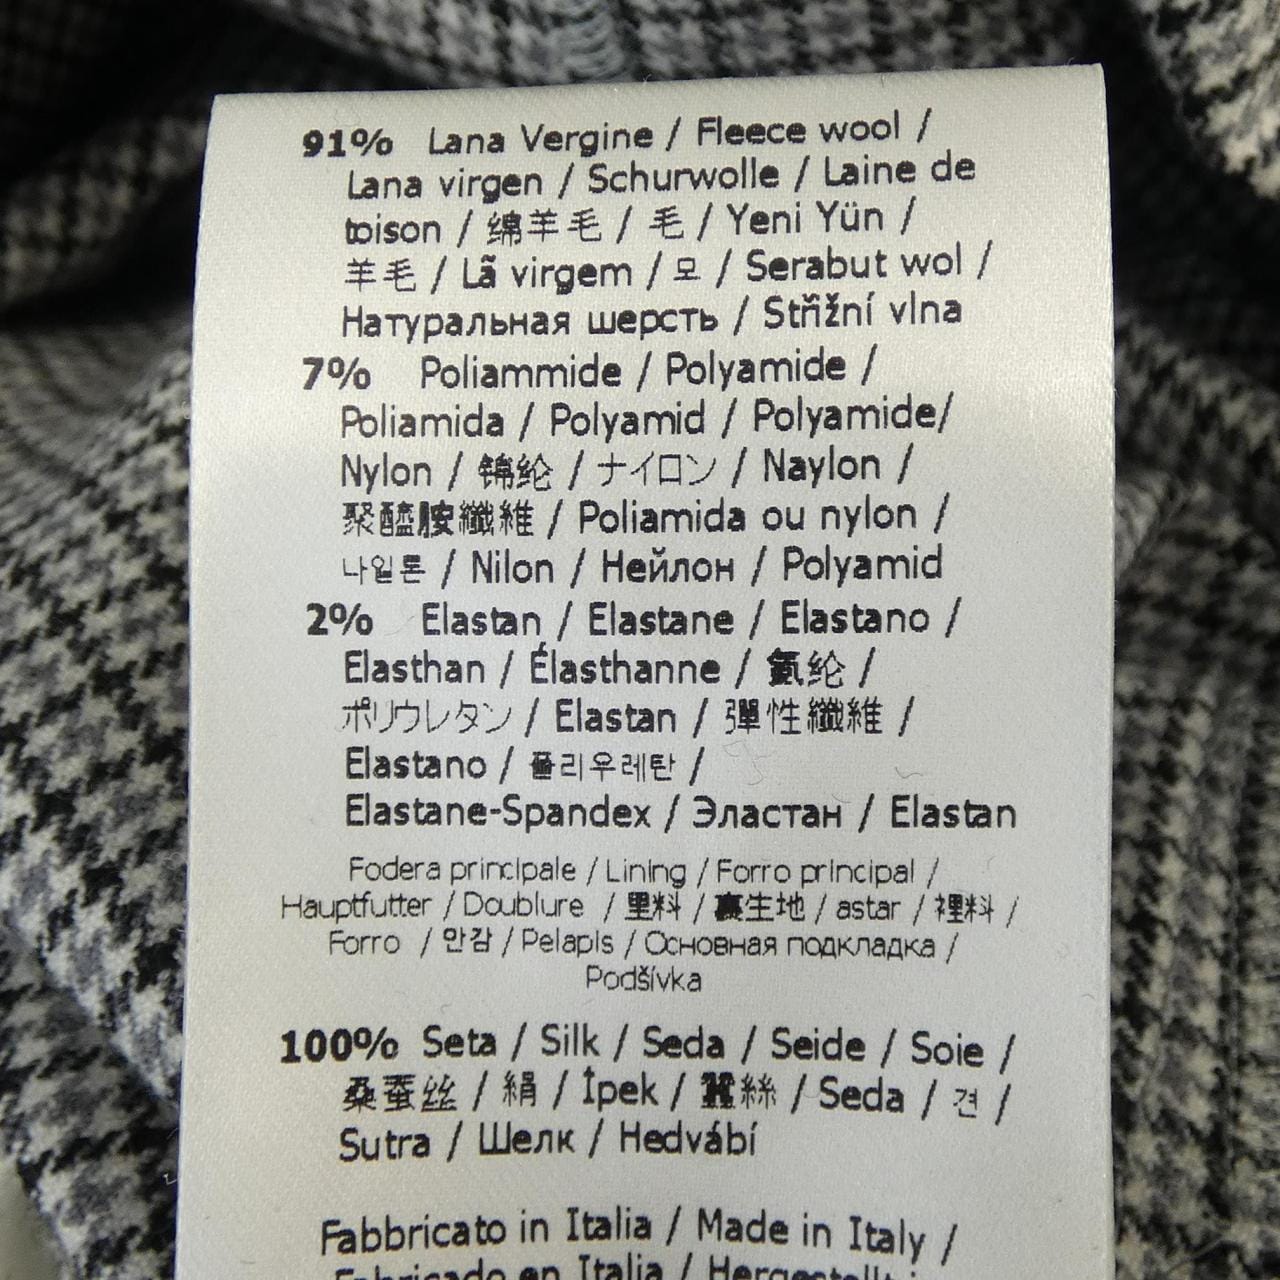 91% Lana Vergine / Fleece wool /
Lana virgen / Schurwolle / Laine de
toison / 绵羊毛 / 毛 / Yeni Yün /
羊毛 / Lã virgem / 모 / Serabut wol /
Натуральная шерсть / Střižní vlna
7% Poliammide / Polyamide /
Poliamida / Polyamid / Polyamide/
Nylon / 锦纶 / ナイロン / Naylon /
聚醯胺纖維 / Poliamida ou nylon /
나일론 / Nilon / Нейлон / Polyamid
2% Elastan / Elastane / Elastano /
Elasthan / Élasthanne / 氨纶 /
ポリウレタン / Elastan / 彈性纖維 /
Elastano / 폴리우레탄 /
Elastane-Spandex / Эластан / Elastan
Fodera principale / Lining / Forro principal /
Hauptfutter / Doublure / 里料 / 裏生地 / astar / 裡料 /
Forro / 안감 / Pelapis / Основная подкладка /
Podšívka
100% Seta / Silk / Seda / Seide / Soie /
桑蚕丝 / 絹 / İpek / 蠶絲 / Seda / 견 /
Sutra / Шелк / Hedvábí
Fabbricato in Italia / Made in Italy /
Fabricado en Italia / Hergestellt i